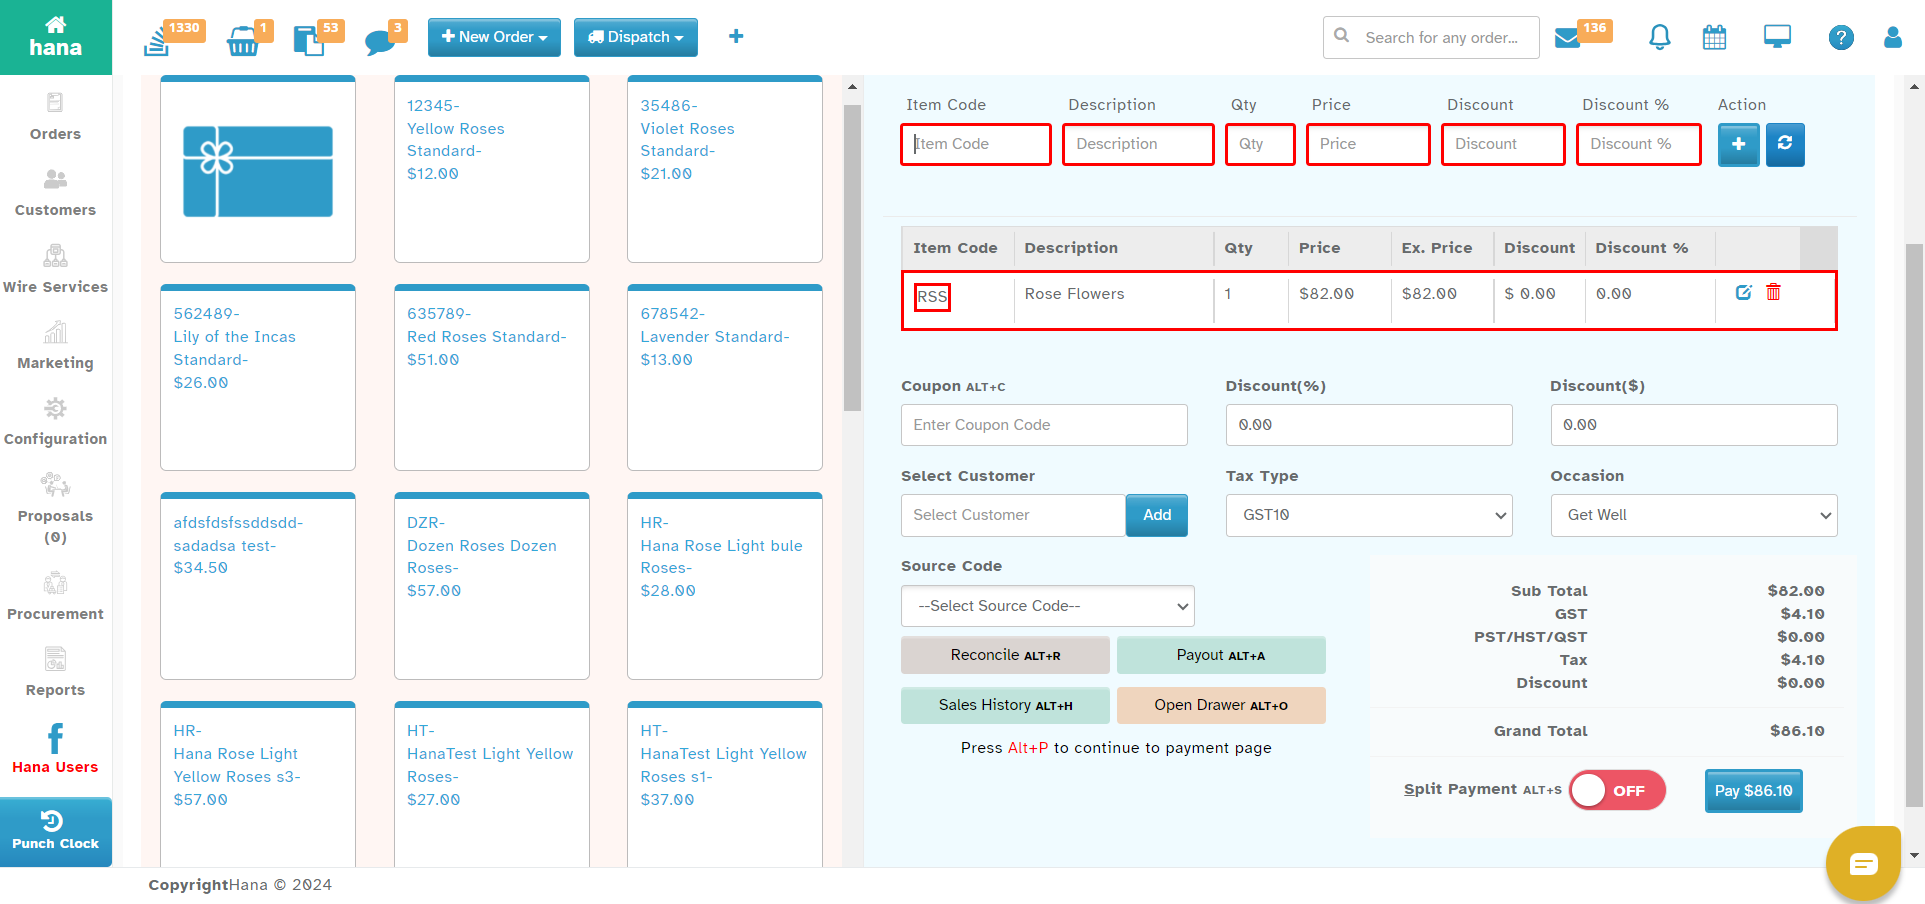 hana
1330
1
53
3
New Order
Dispatch
Search for any order...
136
Orders
Customers
Wire Services
Marketing
Configuration
Proposals
(0)
Procurement
Reports
Hana Users
Punch Clock
12345-
Yellow Roses
Standard-
$12.00
35486-
Violet Roses
Standard-
$21.00
562489-
Lily of the Incas
Standard-
$26.00
635789-
Red Roses Standard-
$51.00
678542-
Lavender Standard-
$13.00
afdsfdsfssddsdd-
sadadsa test-
$34.50
DZR-
Dozen Roses Dozen
Roses-
$57.00
HR-
Hana Rose Light bule
Roses-
$28.00
HR-
Hana Rose Light
Yellow Roses s3-
$57.00
HT-
HanaTest Light Yellow
Roses-
$27.00
HT-
HanaTest Light Yellow
Roses s1-
$37.00
Item Code Description Qty Price Discount Discount % Action
Item Code Description Qty Price Discount Discount %
Item Code Description Qty Price Ex. Price Discount Discount %
RSS Rose Flowers 1 $82.00 $82.00 $ 0.00 0.00
Coupon ALT+C Discount(%) Discount($)
Enter Coupon Code 0.00 0.00
Select Customer Tax Type Occasion
Select Customer Add GST10 Get Well
Source Code
--Select Source Code--
Reconcile ALT+R Payout ALT+A
Sales History ALT+H Open Drawer ALT+O
Press Alt+P to continue to payment page
Sub Total $82.00
GST $4.10
PST/HST/QST $0.00
Tax $4.10
Discount $0.00
Grand Total $86.10
Split Payment ALT+S OFF Pay $86.10
CopyrightHana © 2024